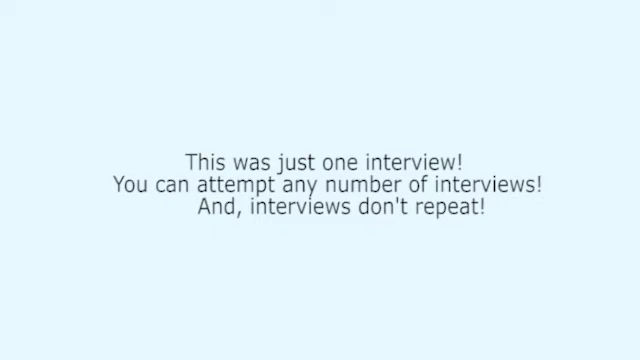 This was just one interview!
You can attempt any number of interviews!
And, interviews don't repeat!